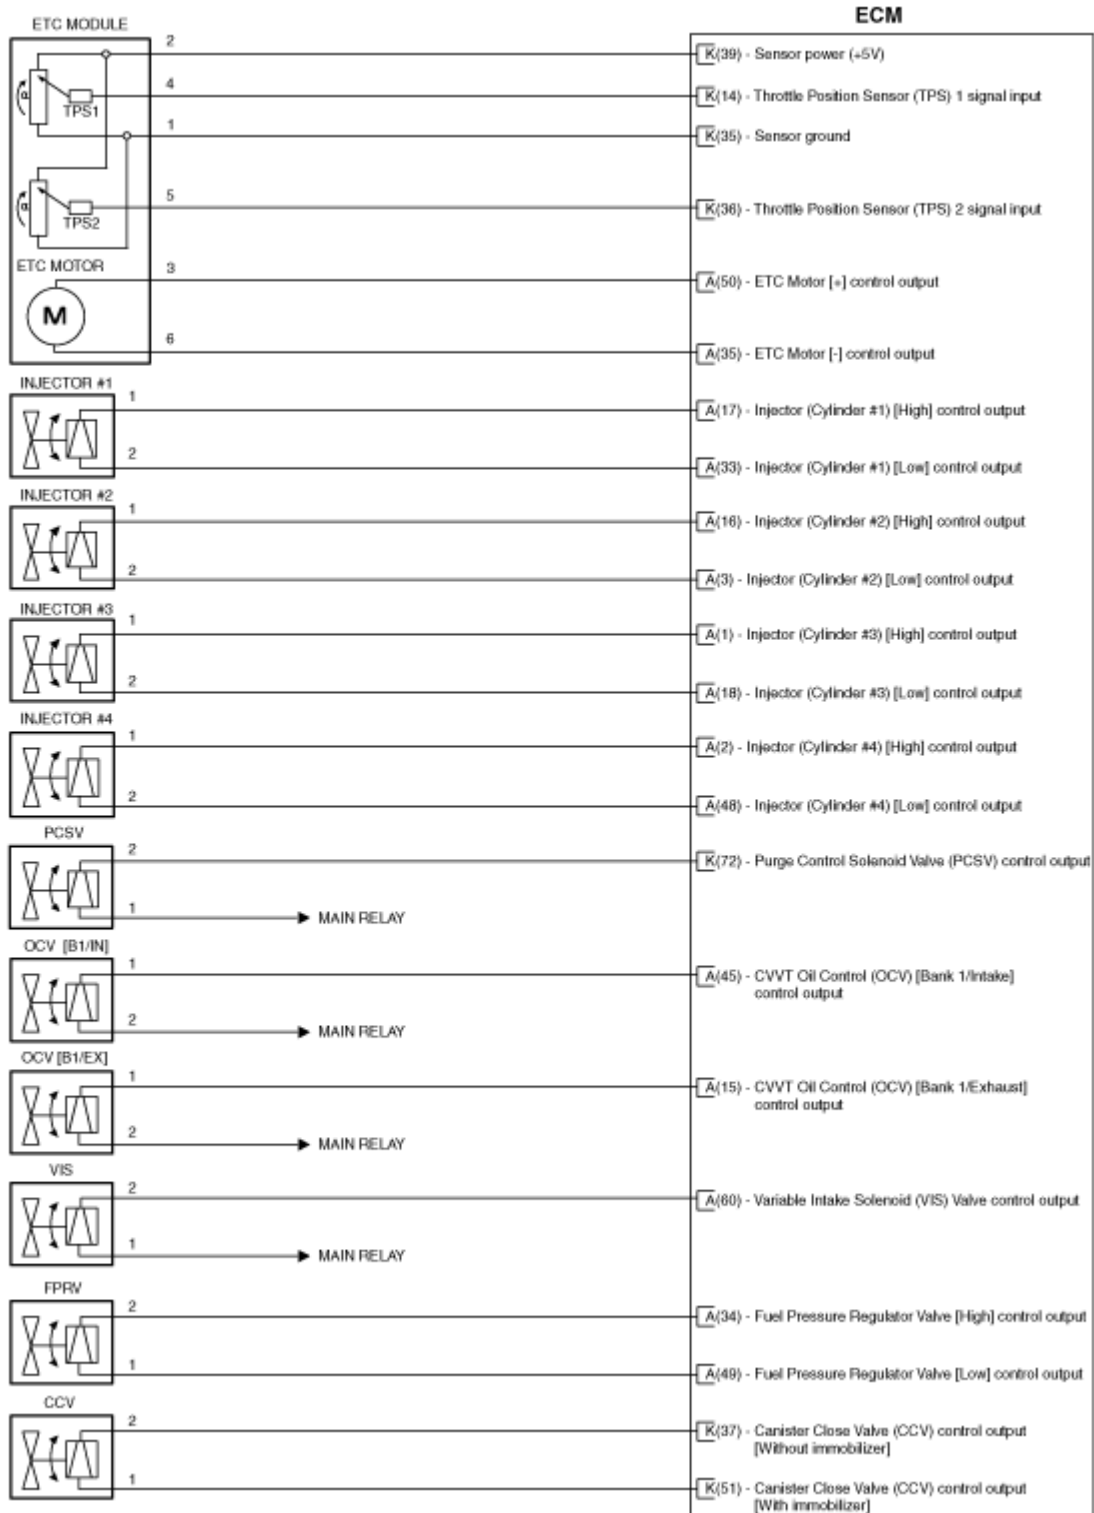 ECM
ETC MODULE
2
K(39) - Sensor power (+5V)
4
K(14) - Throttle Position Sensor (TPS) 1 signal input
TPS1
1
K(35) - Sensor ground
5
K(36) - Throttle Position Sensor (TPS) 2 signal input
TPS2
ETC MOTOR
3
A(50) - ETC Motor [+] control output
M
6
A(35) - ETC Motor [-] control output
INJECTOR #1
1
A(17) - Injector (Cylinder #1) [High] control output
2
A(33) - Injector (Cylinder #1) [Low] control output
INJECTOR #2
1
A(16) - Injector (Cylinder #2) [High] control output
2
A(3) - Injector (Cylinder #2) [Low] control output
INJECTOR #3
1
A(1) - Injector (Cylinder #3) [High] control output
2
A(18) - Injector (Cylinder #3) [Low] control output
INJECTOR #4
1
A(2) - Injector (Cylinder #4) [High] control output
2
A(48) - Injector (Cylinder #4) [Low] control output
PCSV
2
K(72) - Purge Control Solenoid Valve (PCSV) control output
1
MAIN RELAY
OCV [B1/IN]
1
A(45) - CVVT Oil Control (OCV) [Bank 1/Intake]
control output
2
MAIN RELAY
OCV [B1/EX]
1
A(15) - CVVT Oil Control (OCV) [Bank 1/Exhaust]
control output
2
MAIN RELAY
VIS
2
A(60) - Variable Intake Solenoid (VIS) Valve control output
1
MAIN RELAY
FPRV
2
A(34) - Fuel Pressure Regulator Valve [High] control output
1
A(49) - Fuel Pressure Regulator Valve [Low] control output
CCV
2
K(37) - Canister Close Valve (CCV) control output
[Without immobilizer]
1
K(51) - Canister Close Valve (CCV) control output
[With immobilizer]